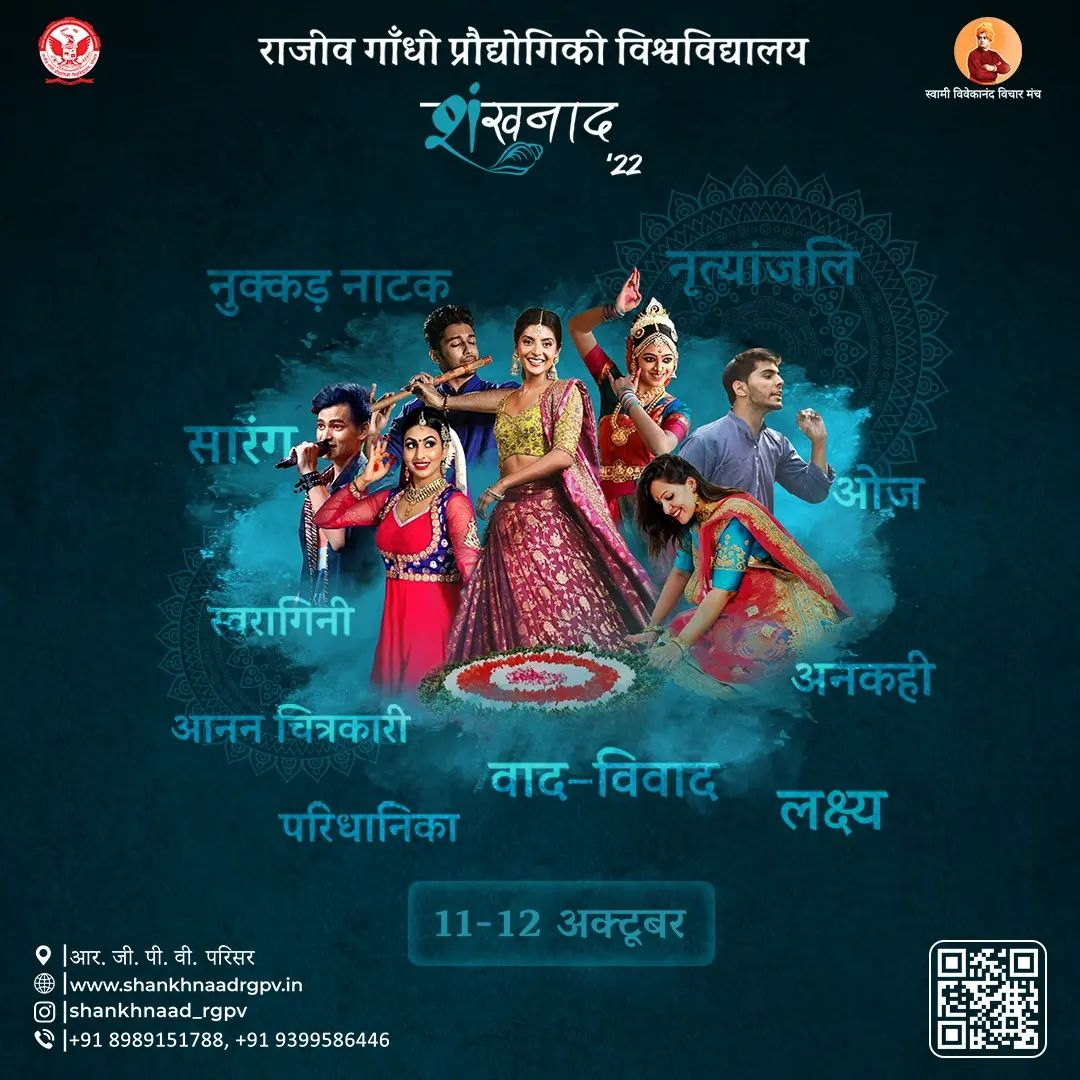 राजीव गाँधी प्रौद्योगिकी विश्वविद्यालय
स्वामी विवेकानंद विचार मंच
शंखनाद
'22
नुक्कड़ नाटक
नृत्यांजलि
सारंग
ओज
स्वरागिनी
अनकही
आनन चित्रकारी
वाद-विवाद
लक्ष्य
परिधानिका
11-12 अक्टूबर
आर. जी. पी. वी. परिसर
www.shankhnaadrgpv.in
shankhnaad_rgpv
+91 8989151788, +91 9399586446